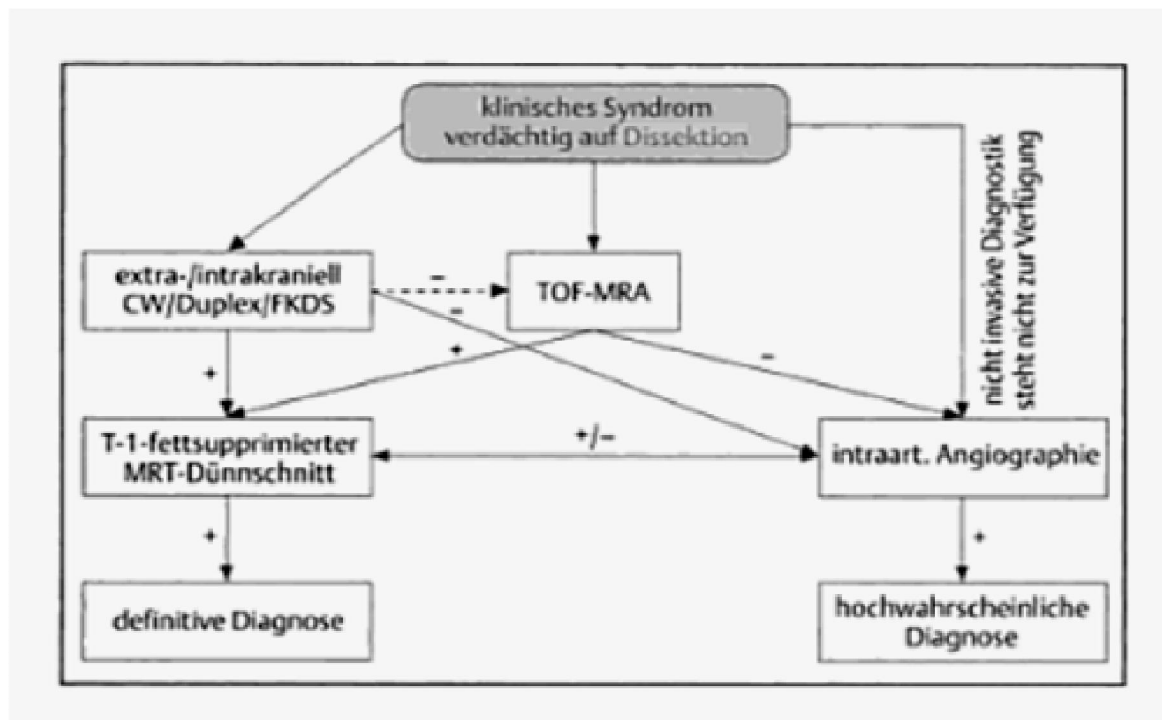 klinisches Syndrom
verdächtig auf Dissektion
nicht invasive Diagnostik
steht nicht zur Verfügung
extra-/intrakraniell
CW/Duplex/FKDS
–
TOF-MRA
–
+
–
+
T-1-fettsupprimierter
MRT-Dünnschnitt
+/–
intraart. Angiographie
+
+
definitive Diagnose
hochwahrscheinliche
Diagnose